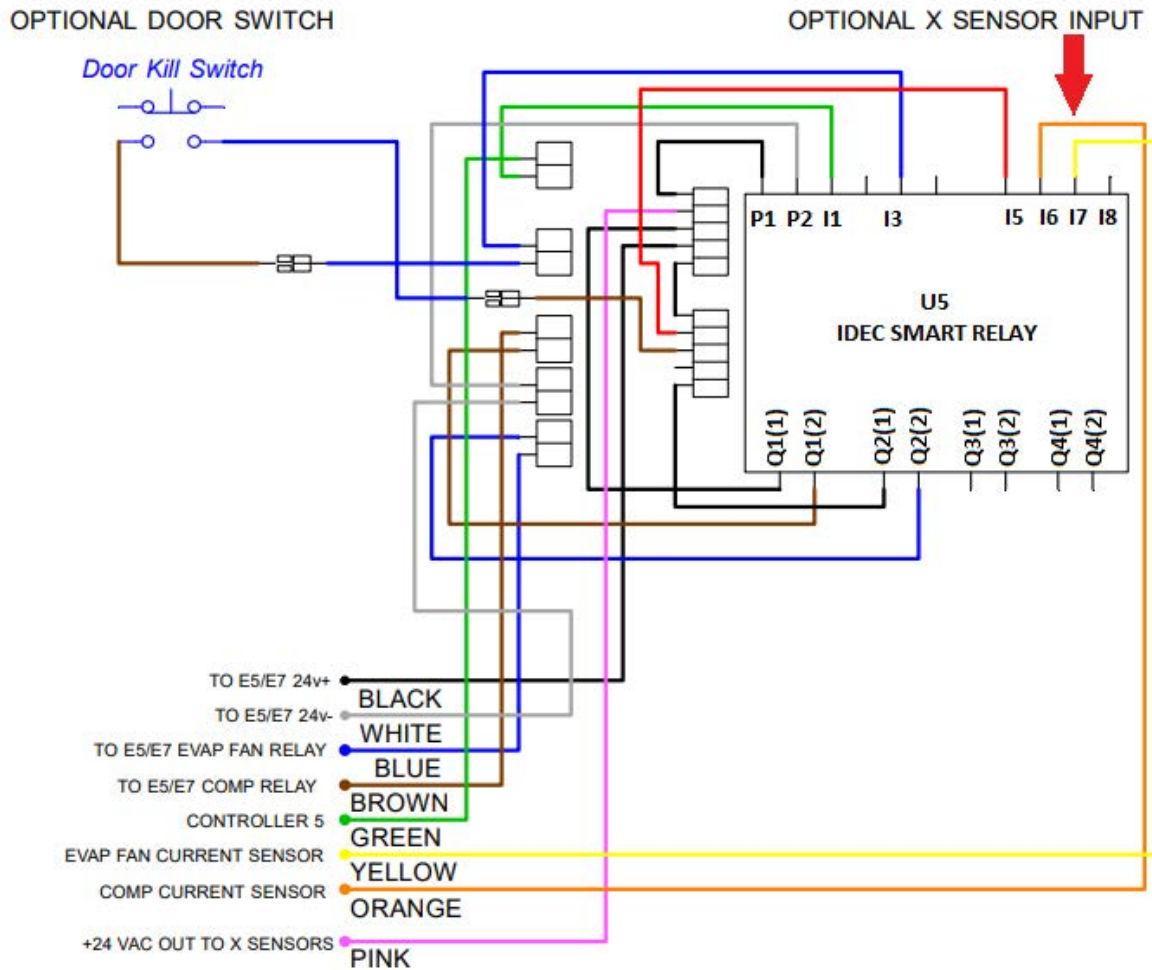 OPTIONAL DOOR SWITCH
OPTIONAL X SENSOR INPUT
Door Kill Switch
P1 P2 I1 I3 I5 I6 I7 I8
U5
IDEC SMART RELAY
Q1(1) Q1(2) Q2(1) Q2(2) Q3(1) Q3(2) Q4(1) Q4(2)
TO E5/E7 24v+
BLACK
TO E5/E7 24v-
WHITE
TO E5/E7 EVAP FAN RELAY
BLUE
TO E5/E7 COMP RELAY
BROWN
CONTROLLER 5
GREEN
EVAP FAN CURRENT SENSOR
YELLOW
COMP CURRENT SENSOR
ORANGE
+24 VAC OUT TO X SENSORS
PINK